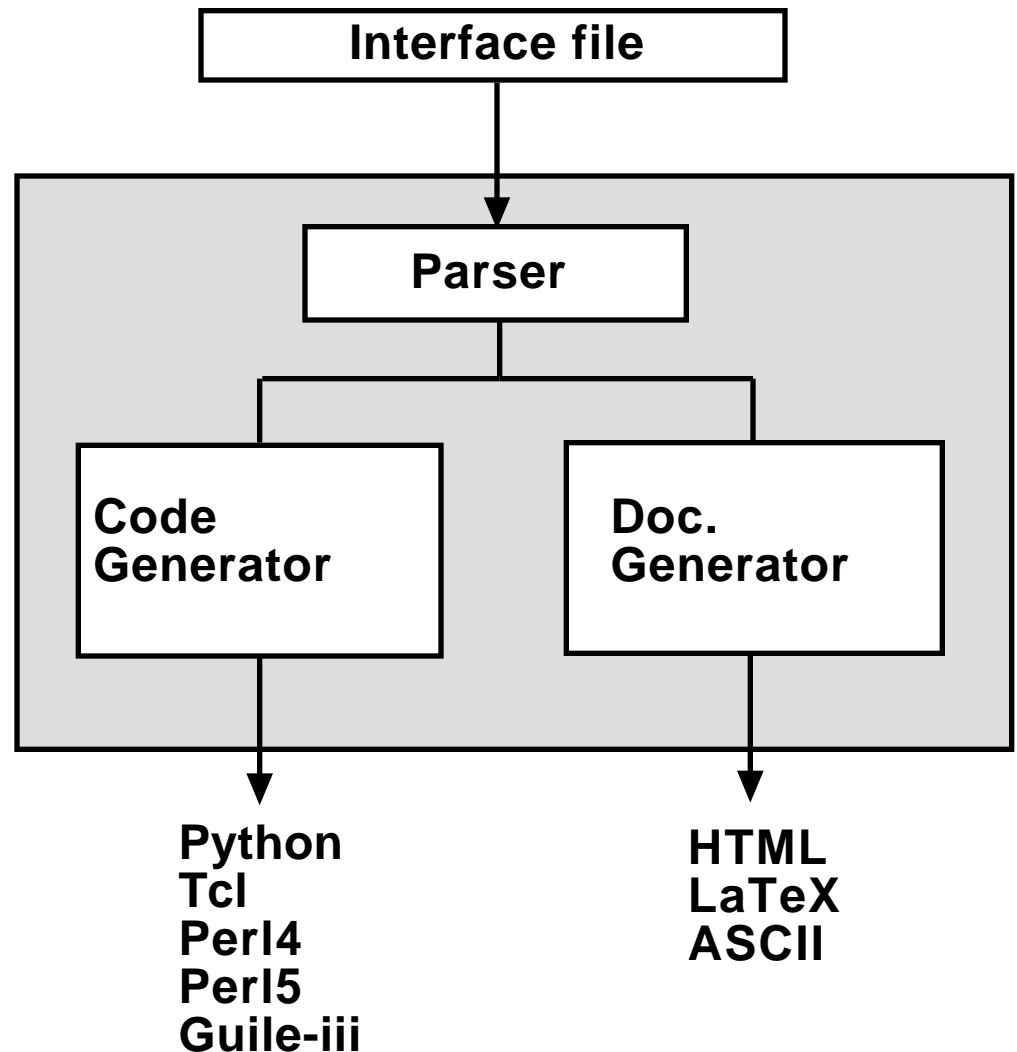 Interface file
Parser
Code
Generator
Doc.
Generator
Python
Tcl
Perl4
Perl5
Guile-iii
HTML
LaTeX
ASCII